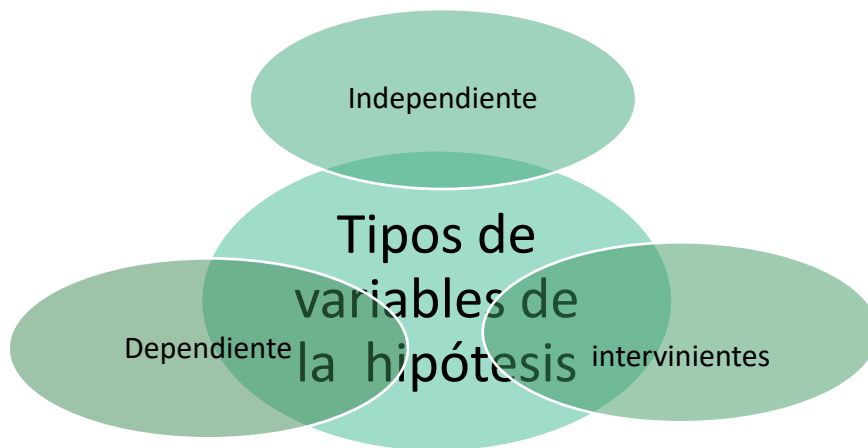 Independiente
Tipos de
variables de
la hipótesis
Dependiente
intervinientes